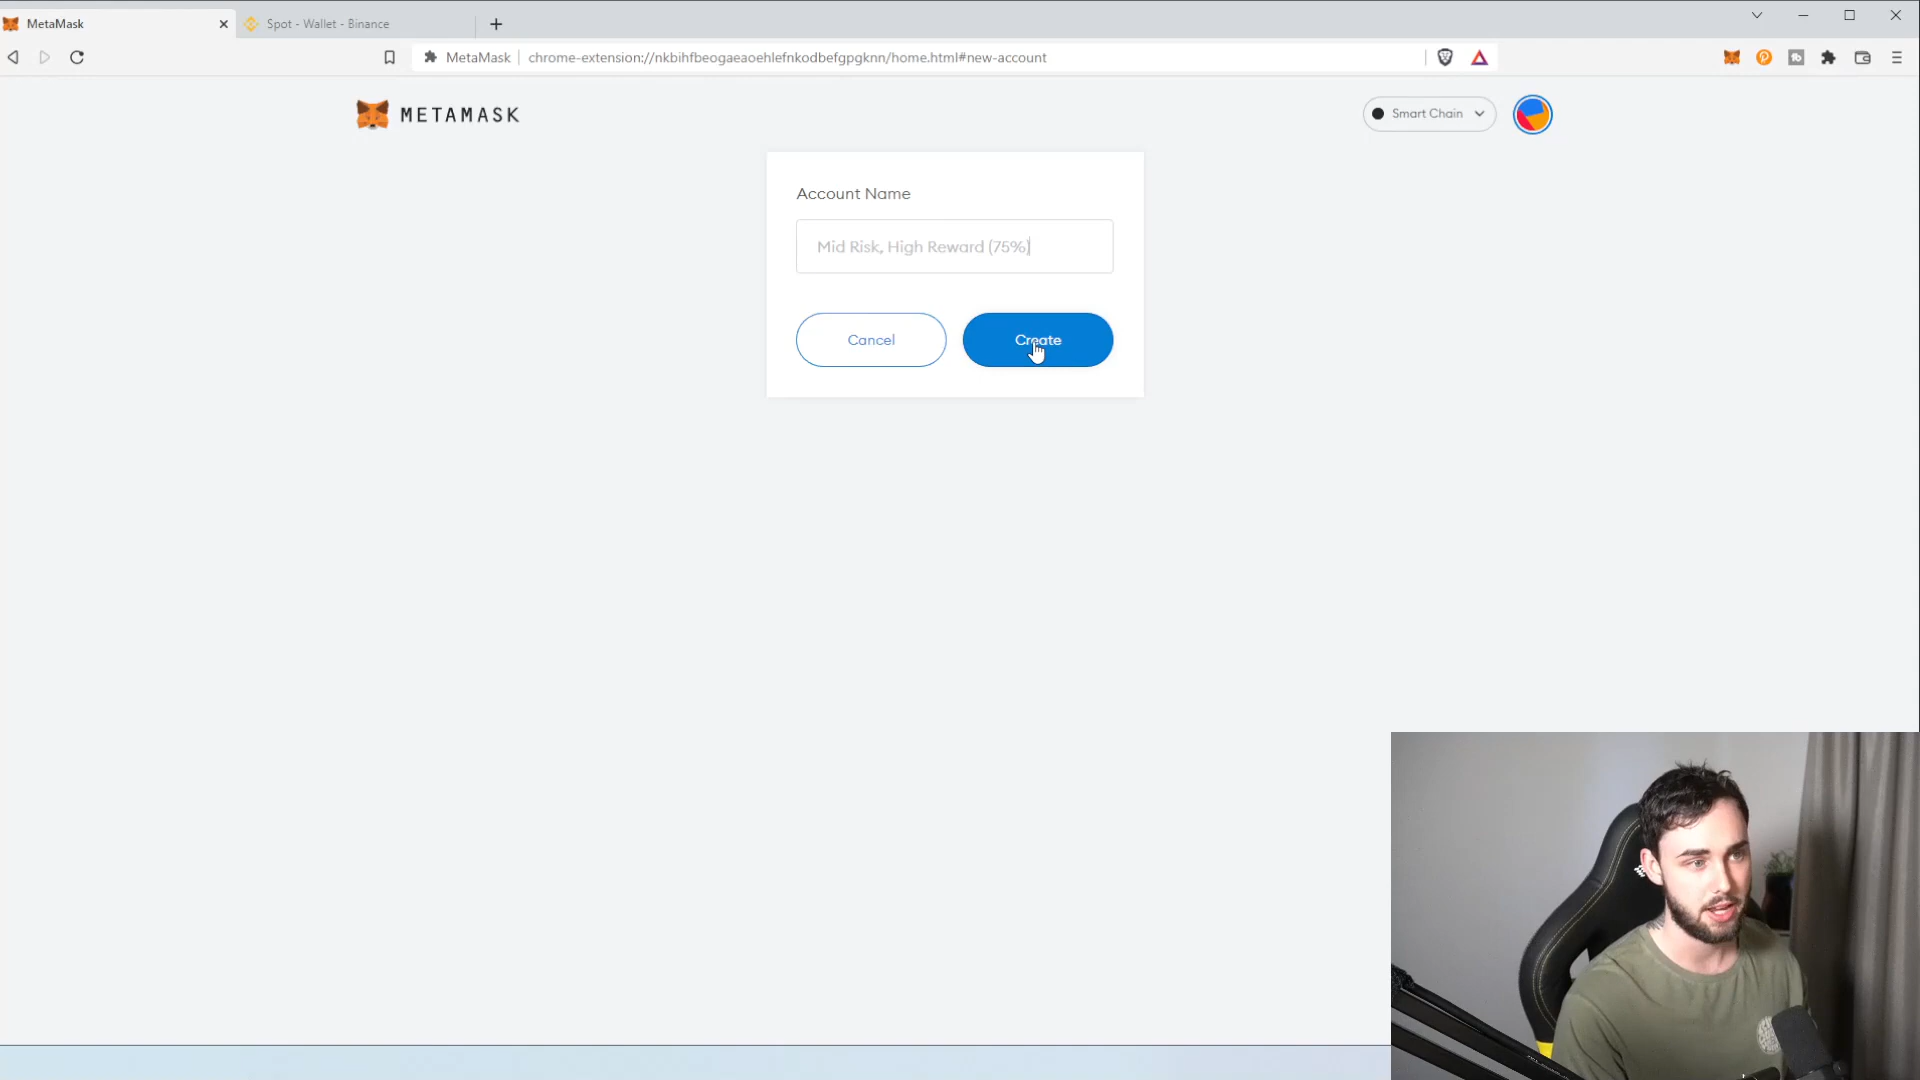 MetaMask
Spot - Wallet - Binance
MetaMask
chrome-extension://nkbihfbeogaeaoehlefnkodbefgpgknn/home.html#new-account
METAMASK
Smart Chain
Account Name
Mid Risk, High Reward (75%)
Cancel
Create